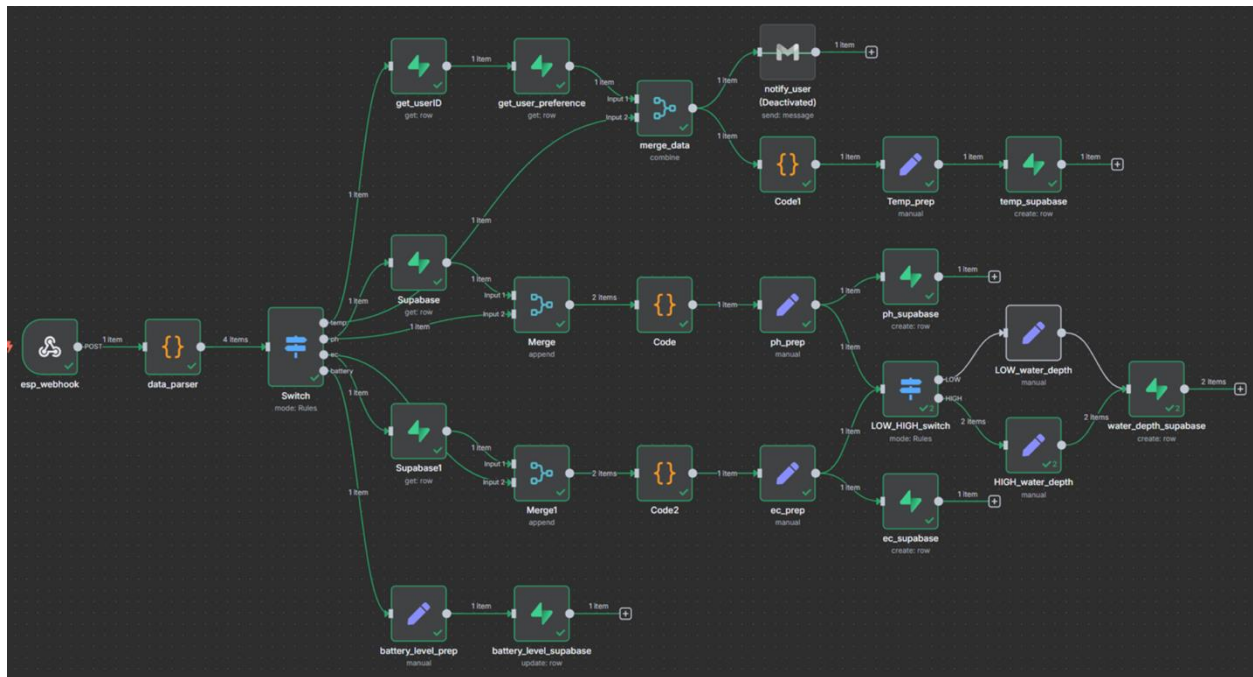 1 item
1 item
get_userID
get: row
get_user_preference
get: row
1 item
Input 1
Input 2
merge_data
combine
1 item
notify_user
(Deactivated)
send: message
1 item
1 item
Code1
1 item
Temp_prep
manual
1 item
temp_supabase
create: row
1 item
1 item
1 item
POST
esp_webhook
1 item
data_parser
4 items
temp
ph
ec
battery
Switch
mode: Rules
1 item
Supabase
get: row
1 item
1 item
Input 1
Input 2
Merge
append
2 items
Code
1 item
ph_prep
manual
1 item
ph_supabase
create: row
1 item
1 item
LOW
HIGH
LOW_HIGH_switch
2
mode: Rules
LOW_water_depth
manual
2 items
2
HIGH_water_depth
manual
2 items
2
water_depth_supabase
create: row
2 items
1 item
Supabase1
get: row
1 item
Input 1
Input 2
Merge1
append
2 items
Code2
1 item
ec_prep
manual
1 item
1 item
ec_supabase
create: row
1 item
1 item
battery_level_prep
manual
1 item
battery_level_supabase
update: row
1 item